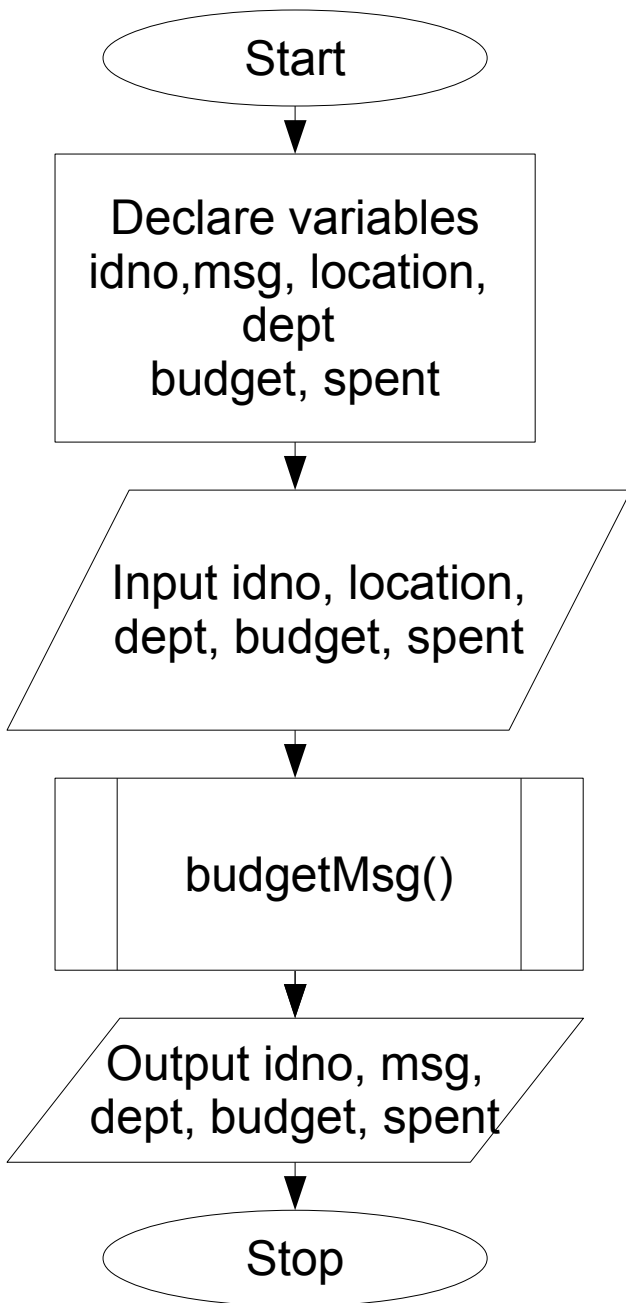 Start
Declare variables
idno,msg, location,
dept
budget, spent
Input idno, location,
dept, budget, spent
budgetMsg()
Output idno, msg,
dept, budget, spent
Stop